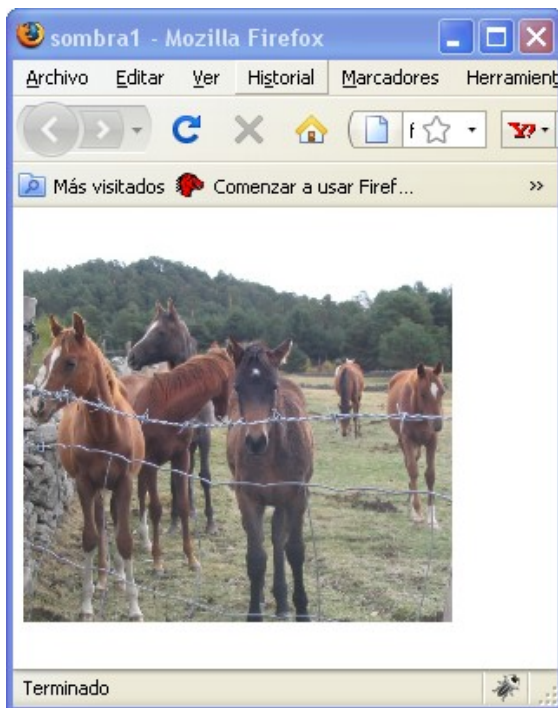 sombra1 - Mozilla Firefox
Archivo Editar Ver Historial Marcadores Herramient
f
Más visitados Comenzar a usar Firef...
Terminado